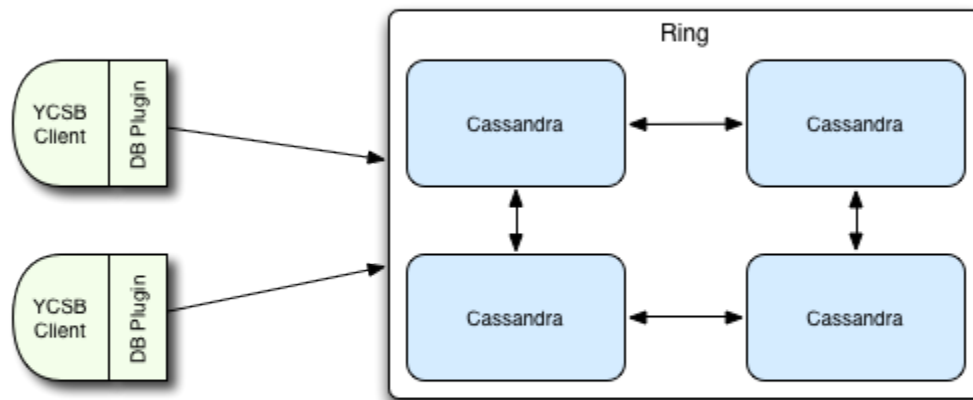 Ring
YCSB
Client
DB Plugin
Cassandra
Cassandra
YCSB
Client
DB Plugin
Cassandra
Cassandra